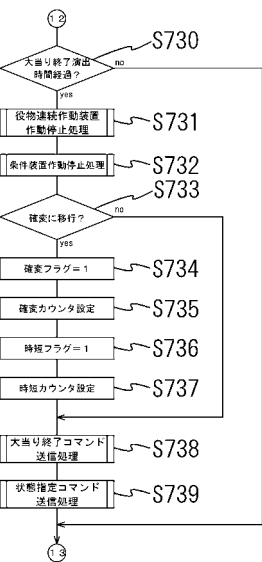 12
大当り終了演出
時間経過？
S730
no
yes
役物連続作動装置
作動停止処理
S731
条件装置作動停止処理
S732
確変に移行？
S733
no
yes
確変フラグ＝1
S734
確変カウンタ設定
S735
時短フラグ＝1
S736
時短カウンタ設定
S737
大当り終了コマンド
送信処理
S738
状態指定コマンド
送信処理
S739
13